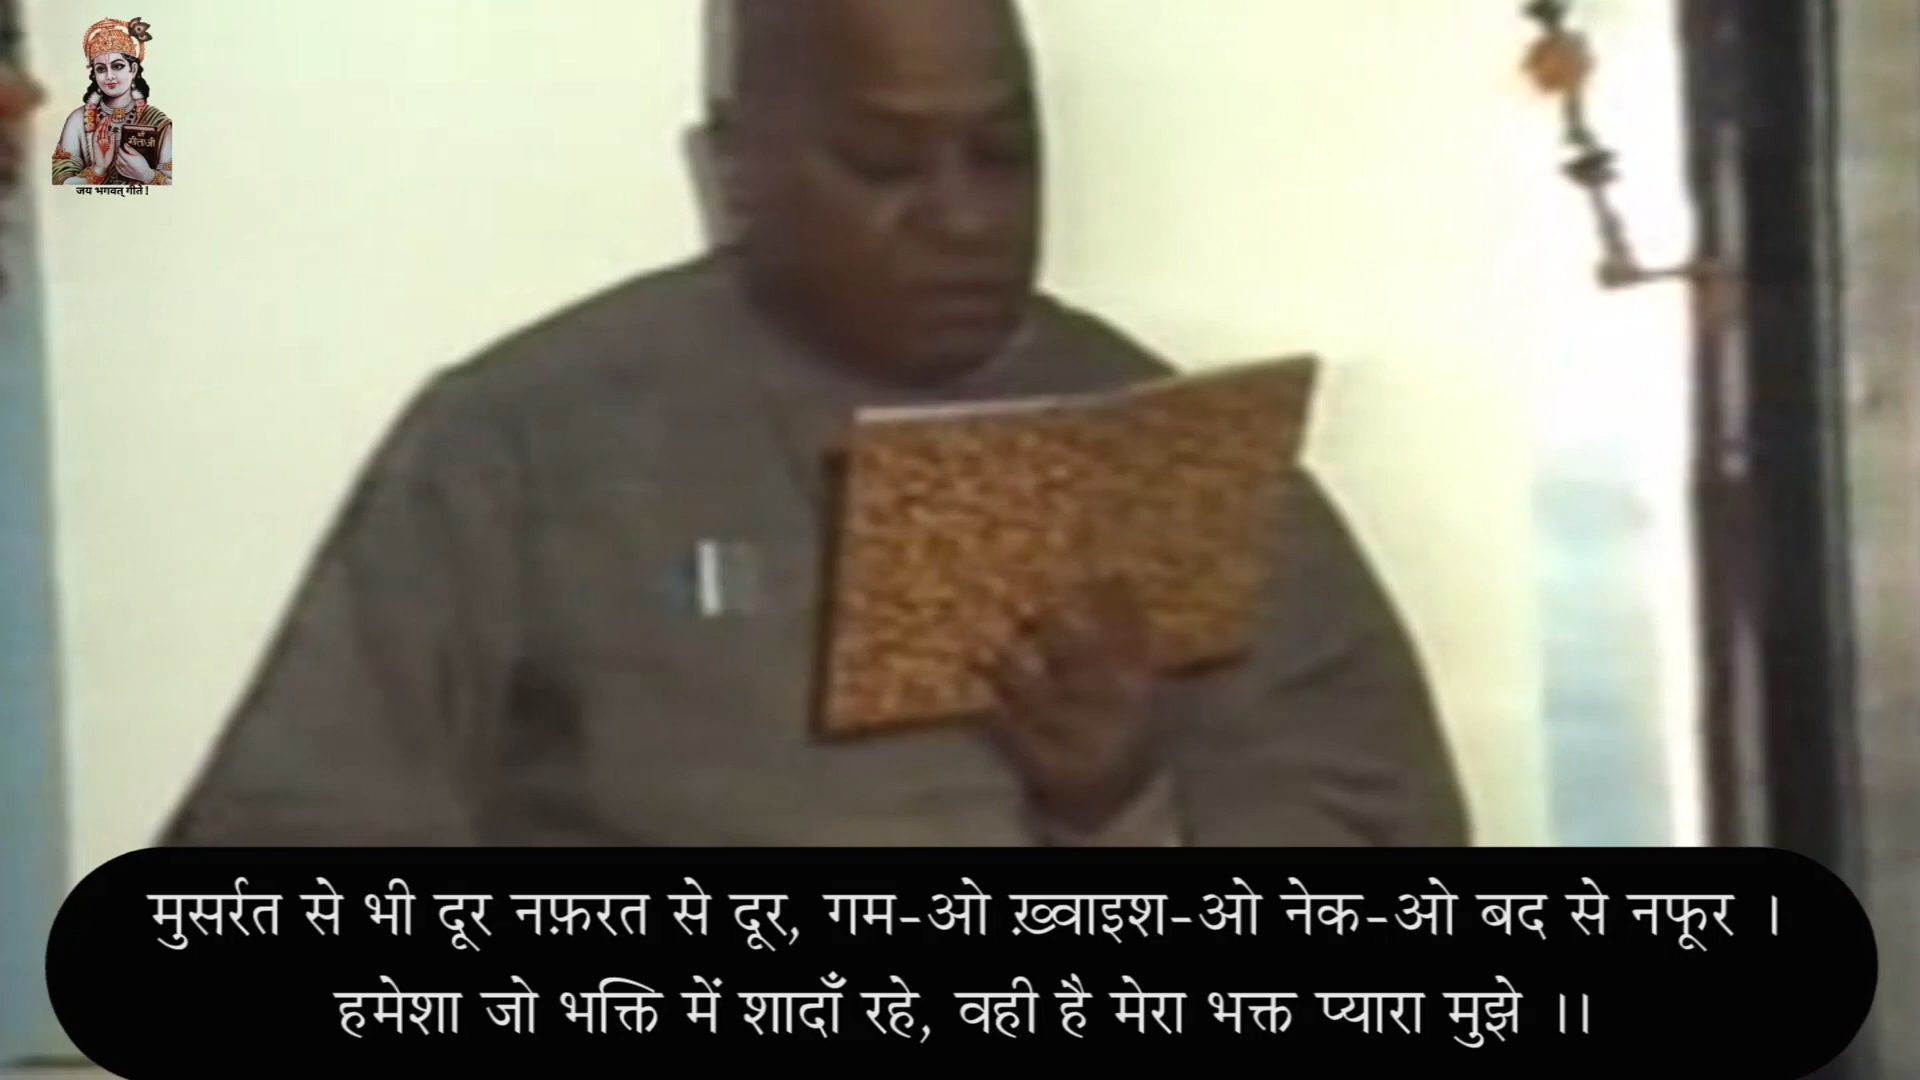 श्री
गीताजी
जय भगवत् गीते !
मुसर्रत से भी दूर नफ़रत से दूर, गम-ओ ख़्वाइश-ओ नेक-ओ बद से नफूर ।
हमेशा जो भक्ति में शादाँ रहे, वही है मेरा भक्त प्यारा मुझे ।।